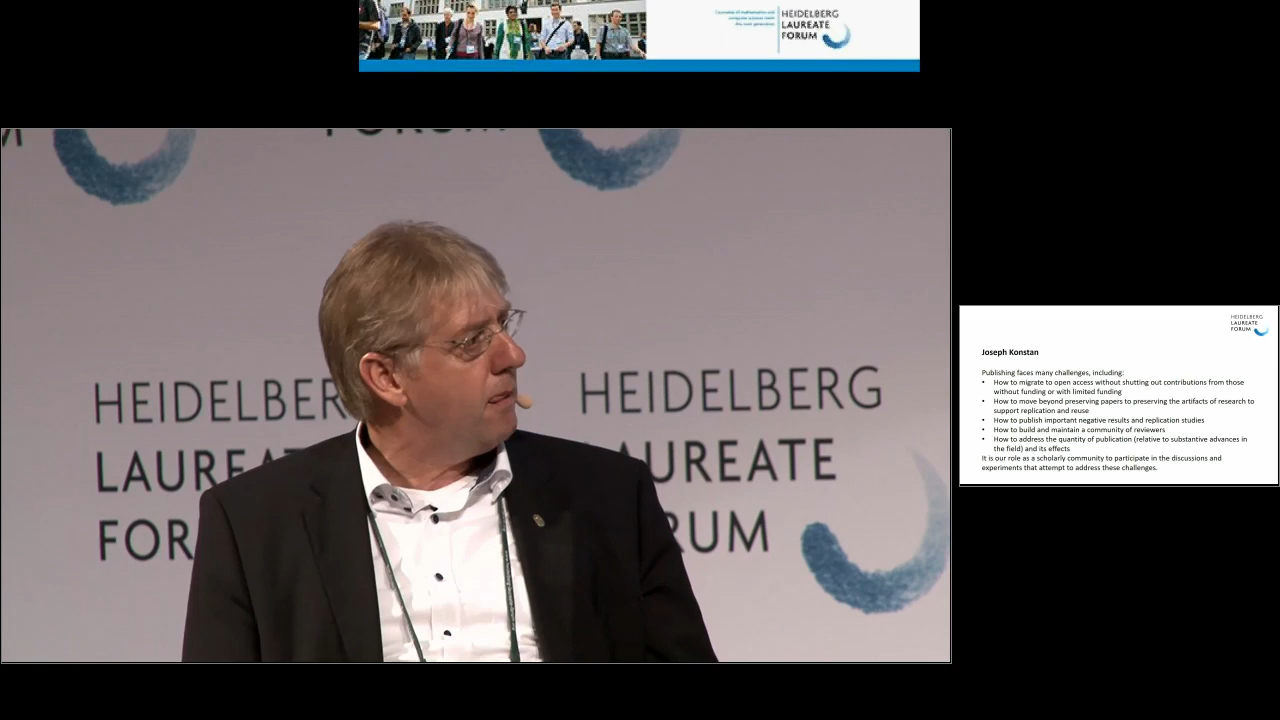 HEIDELBERG
LAUREATE
FORUM
FORUM
HEIDELBERG
LAUREATE
FORUM
HEIDELBERG
LAUREATE
FORUM
HEIDELBERG
LAUREATE
FORUM
Joseph Konstan
Publishing faces many challenges, including:
• How to migrate to open access without shutting out contributions from those
without funding or with limited funding
• How to move beyond preserving papers to preserving the artifacts of research to
support replication and reuse
• How to publish important negative results and replication studies
• How to build and maintain a community of reviewers
• How to address the quantity of publication (relative to substantive advances in
the field) and its effects
It is our role as a scholarly community to participate in the discussions and
experiments that attempt to address these challenges.